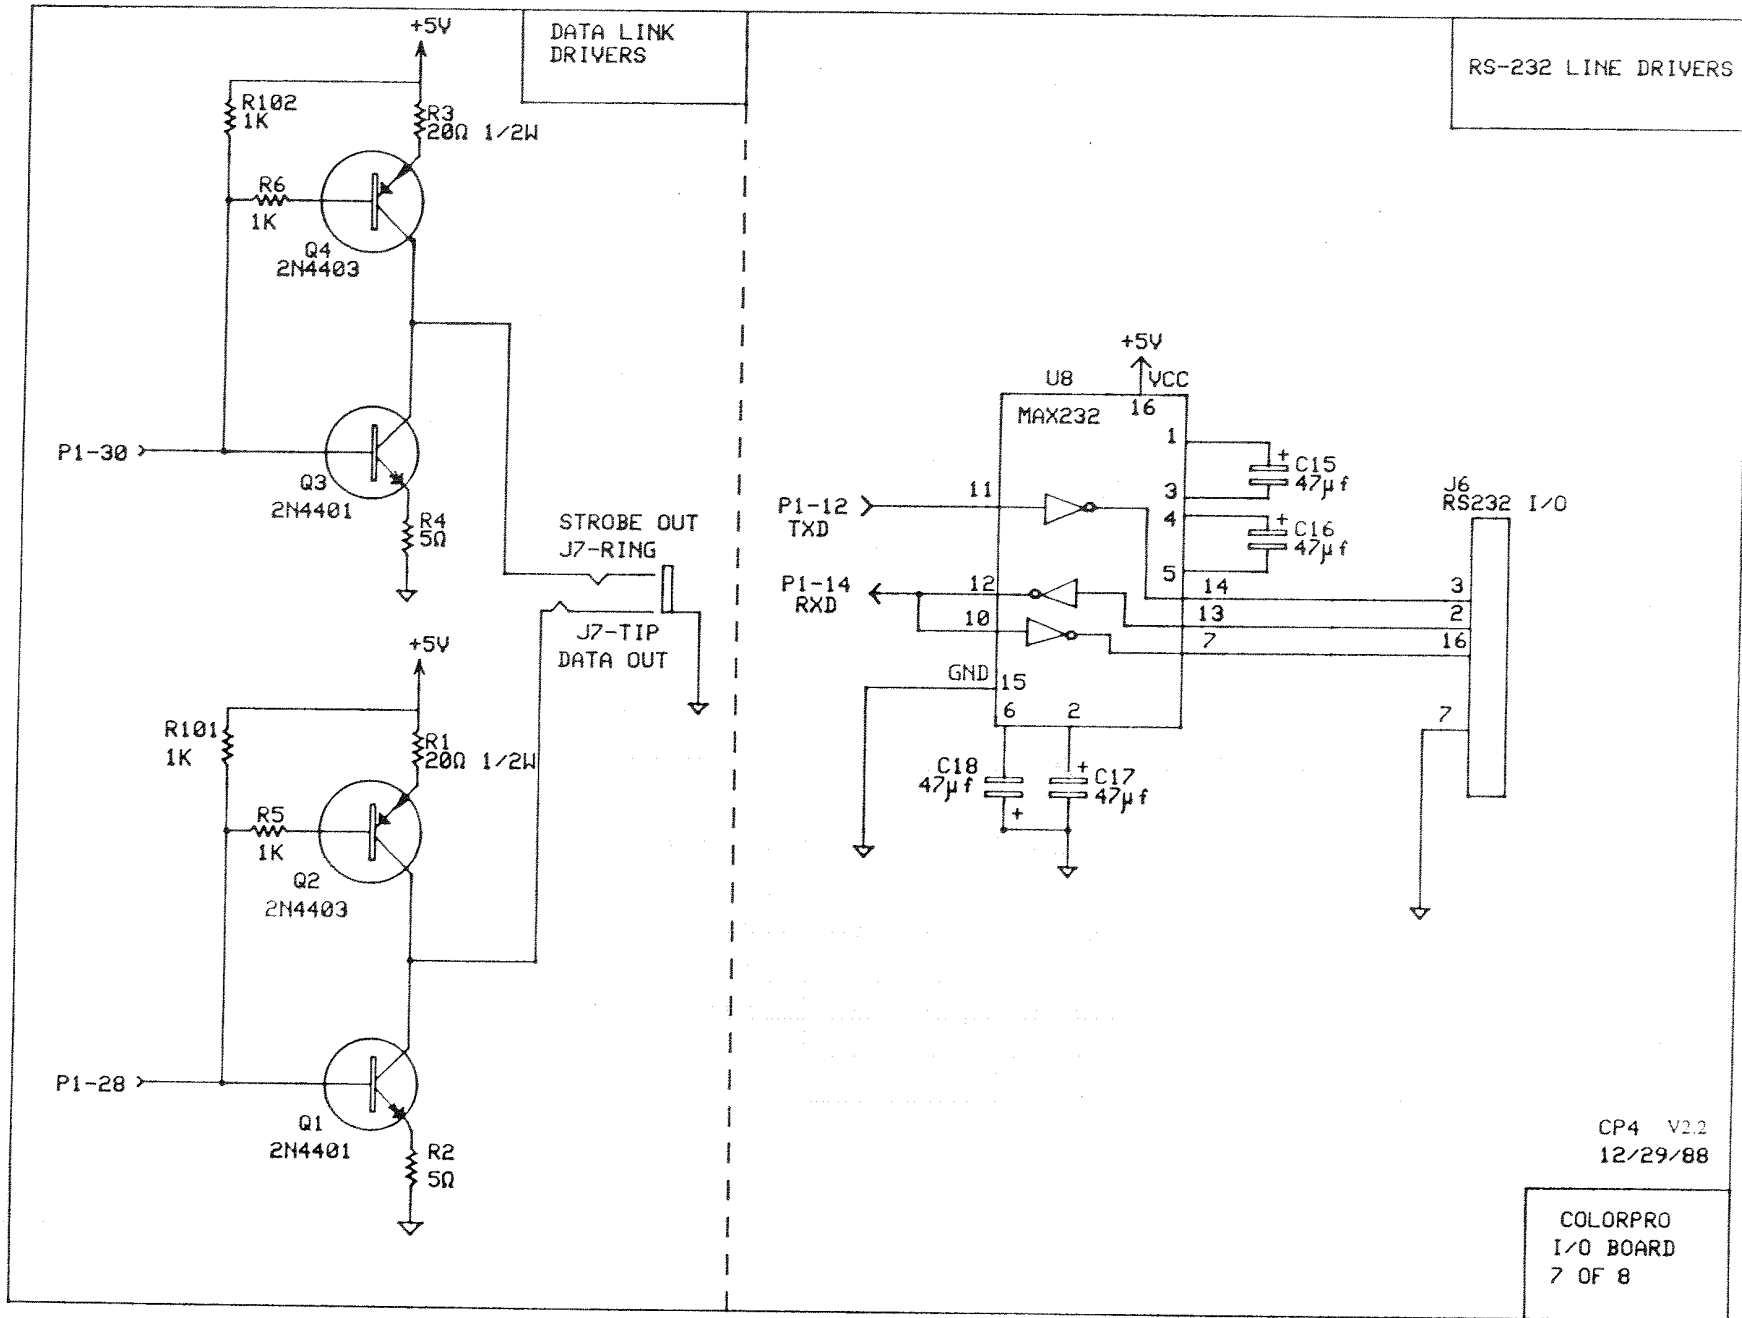 DATA LINK
DRIVERS
RS-232 LINE DRIVERS
+5V
R102
1K
R3
20Ω 1/2W
R6
1K
Q4
2N4403
P1-30
Q3
2N4401
R4
5Ω
STROBE OUT
J7-RING
J7-TIP
DATA OUT
+5V
R101
1K
R1
20Ω 1/2W
R5
1K
Q2
2N4403
P1-28
Q1
2N4401
R2
5Ω
+5V
U8
VCC
16
MAX232
1
+
C15
47µf
3
4
+
C16
47µf
5
P1-12
TXD
11
P1-14
RXD
12
10
14
13
7
GND
15
6
2
C18
47µf
+
+
C17
47µf
J6
RS232 I/O
3
2
16
7
CP4 V2.2
12/29/88
COLORPRO
I/O BOARD
7 OF 8